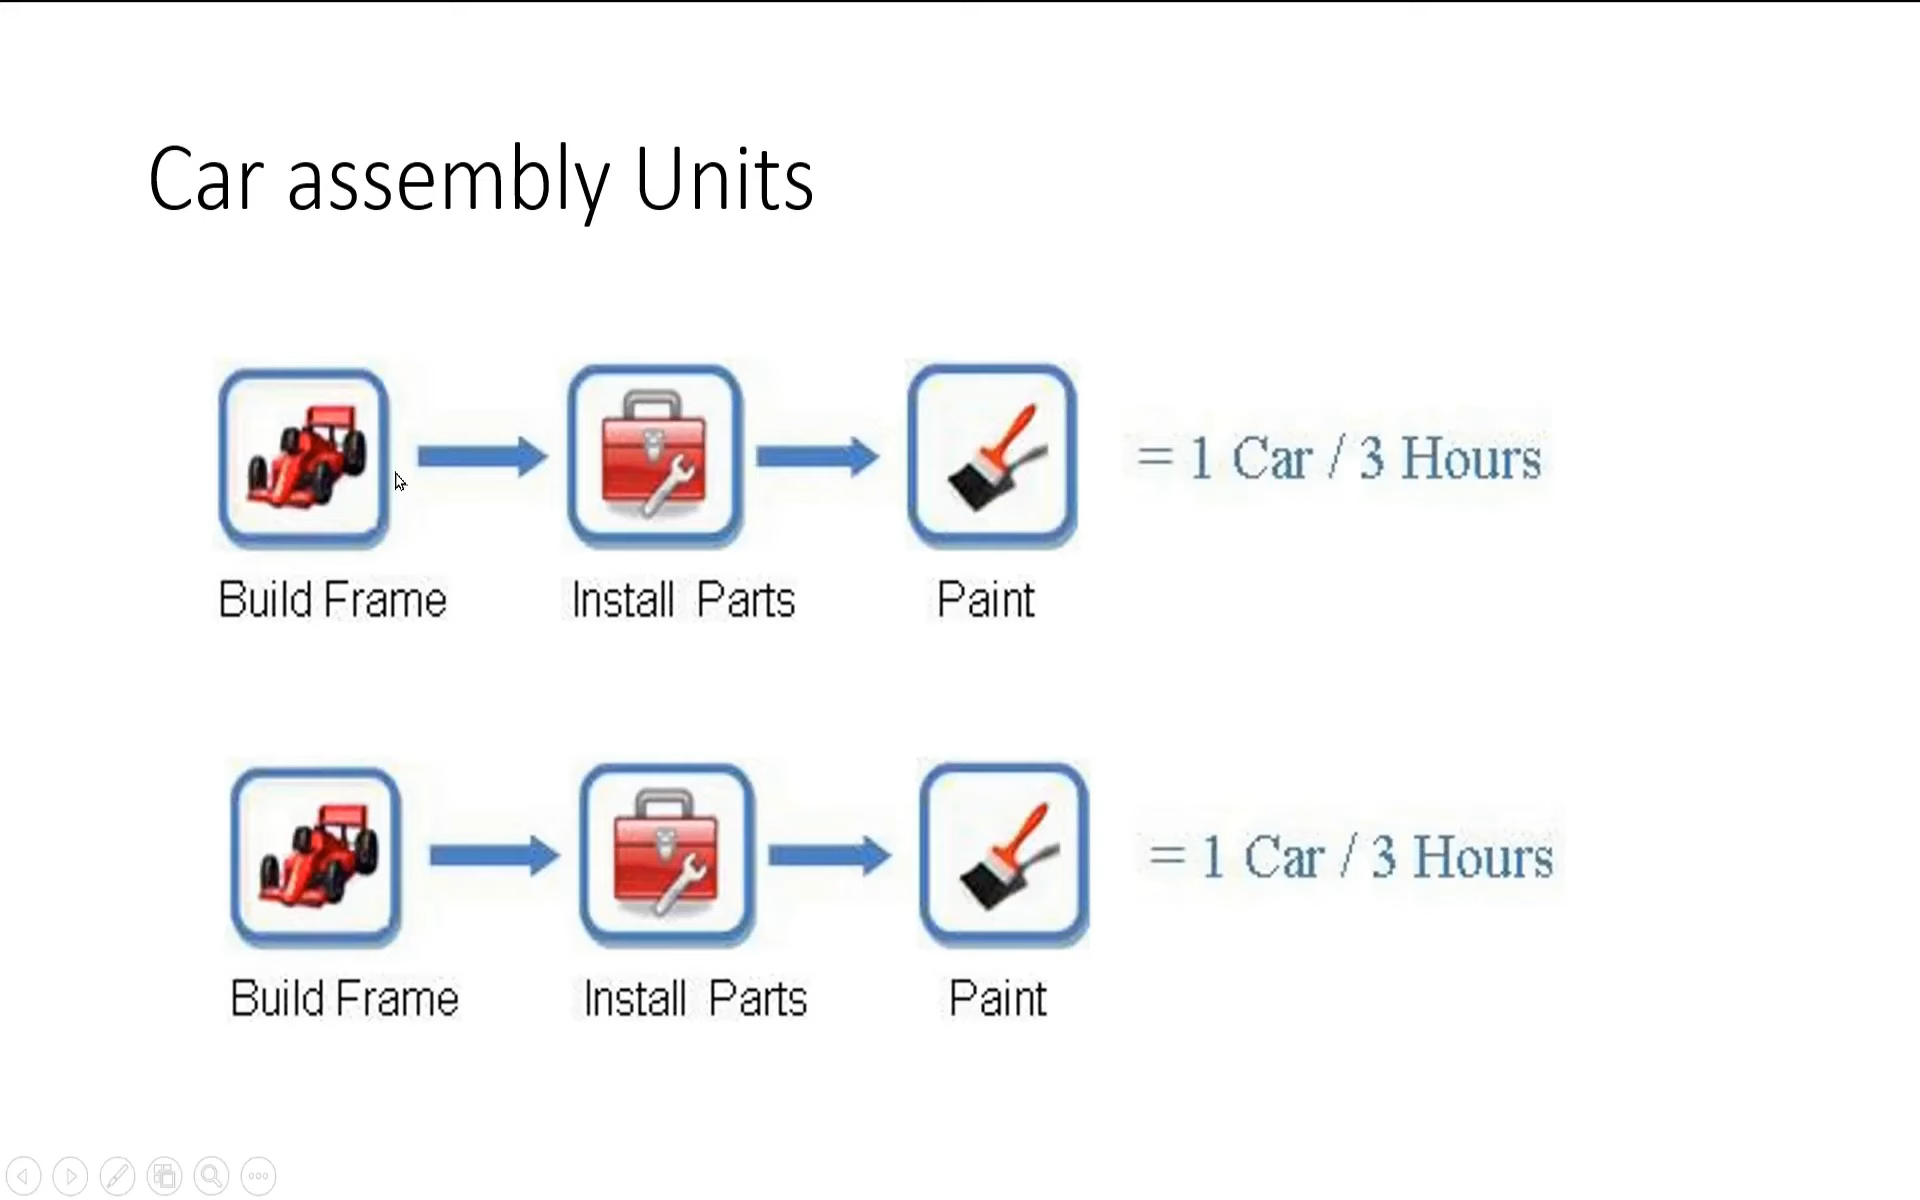 Car assembly Units
= 1 Car / 3 Hours
Build Frame Install Parts Paint
= 1 Car / 3 Hours
Build Frame Install Parts Paint